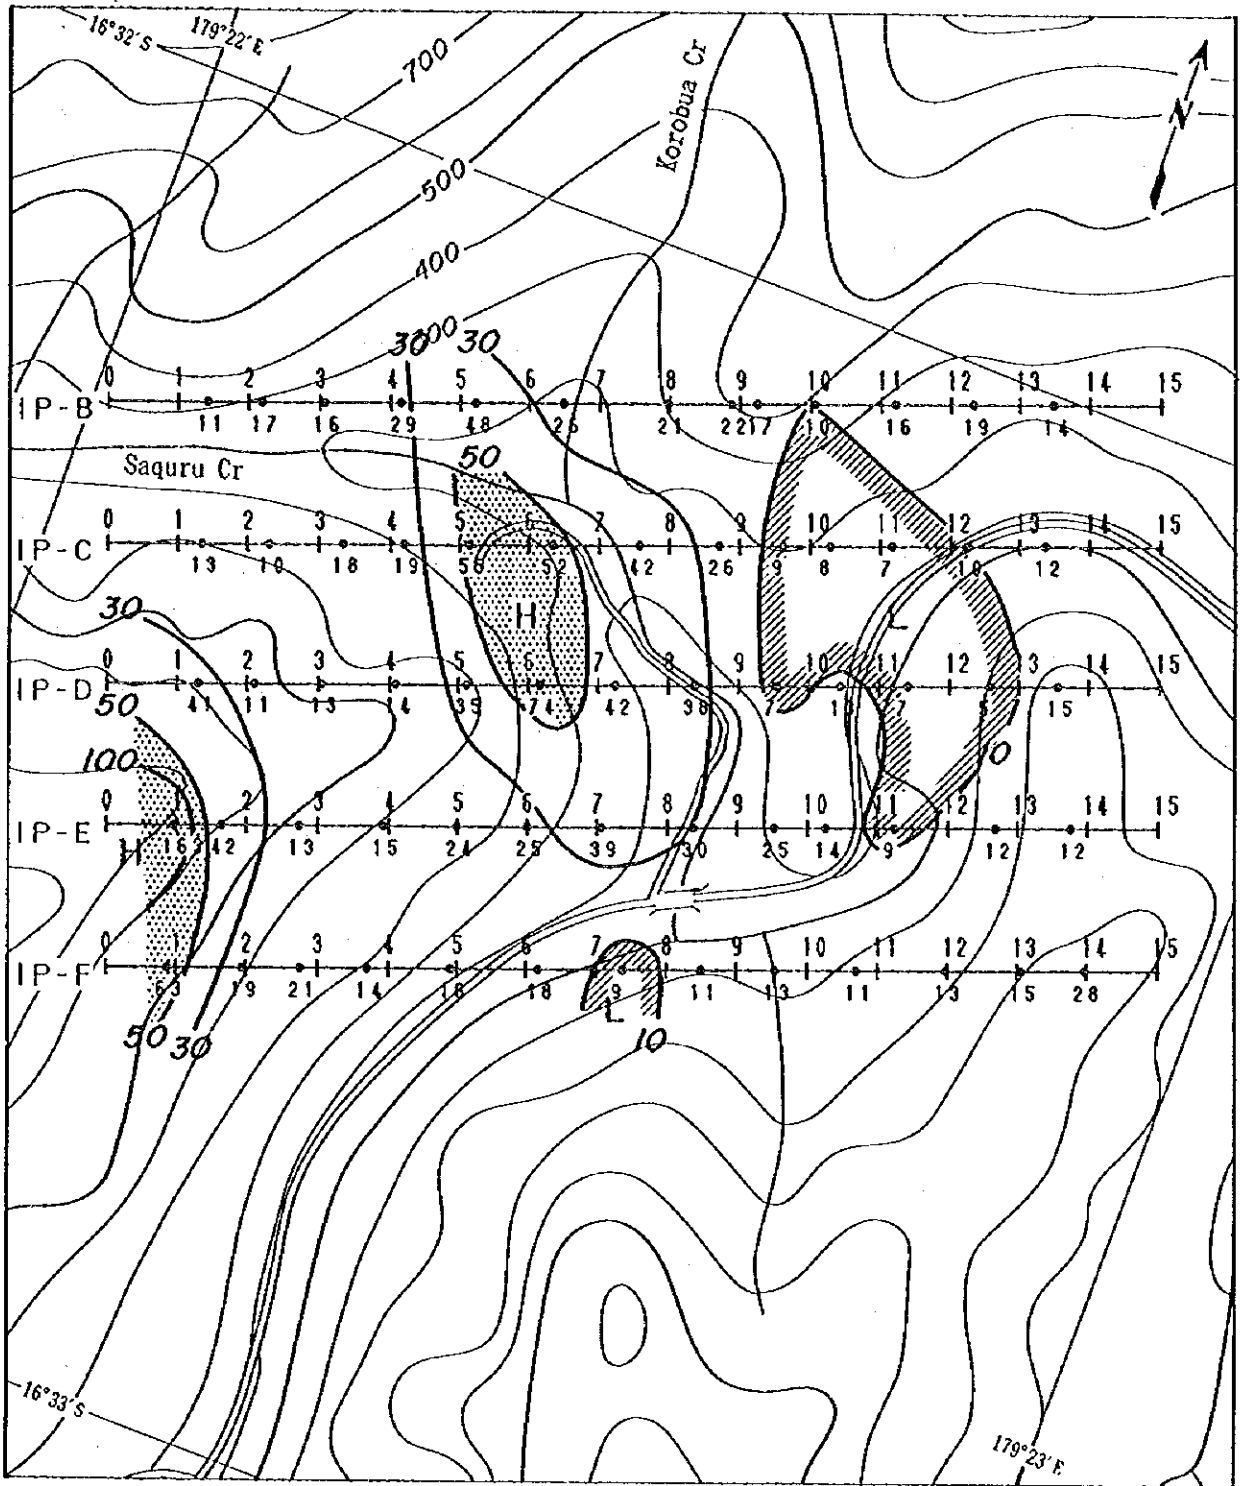 16°32′S
179°22′E
700
Korobua Cr
N
500
400
30 30
0 1 2 3 4 5 6 7 8 9 10 11 12 13 14 15
IP-B
11 17 16 29 48 26 21 22 17 10 16 19 14
Saquru Cr
50
0 1 2 3 4 5 6 7 8 9 10 11 12 13 14 15
IP-C
13 10 18 19 56 52 42 26 9 8 7 10 12
30
H
L
0 1 2 3 4 5 6 7 8 9 10 11 12 13 14 15
IP-D
41 11 13 14 35 74 42 38 7 7 15
50
100
10
0 1 2 3 4 5 6 7 8 9 10 11 12 13 14 15
IP-E
42 13 15 24 25 39 30 25 14 9 12 12
0 1 2 3 4 5 6 7 8 9 10 11 12 13 14 15
IP-F
63 19 21 14 18 18 9 11 13 11 13 15 28
L
50 30
10
16°33′S
179°23′E